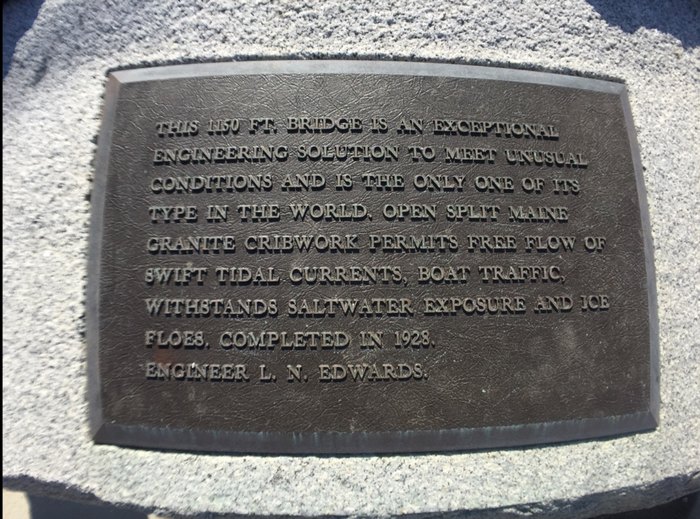 THIS 1150 FT. BRIDGE IS AN EXCEPTIONAL
ENGINEERING SOLUTION TO MEET UNUSUAL
CONDITIONS AND IS THE ONLY ONE OF ITS
TYPE IN THE WORLD. OPEN SPLIT MAINE
GRANITE CRIBWORK PERMITS FREE FLOW OF
SWIFT TIDAL CURRENTS, BOAT TRAFFIC,
WITHSTANDS SALTWATER EXPOSURE AND ICE
FLOES. COMPLETED IN 1928.
ENGINEER L. N. EDWARDS.